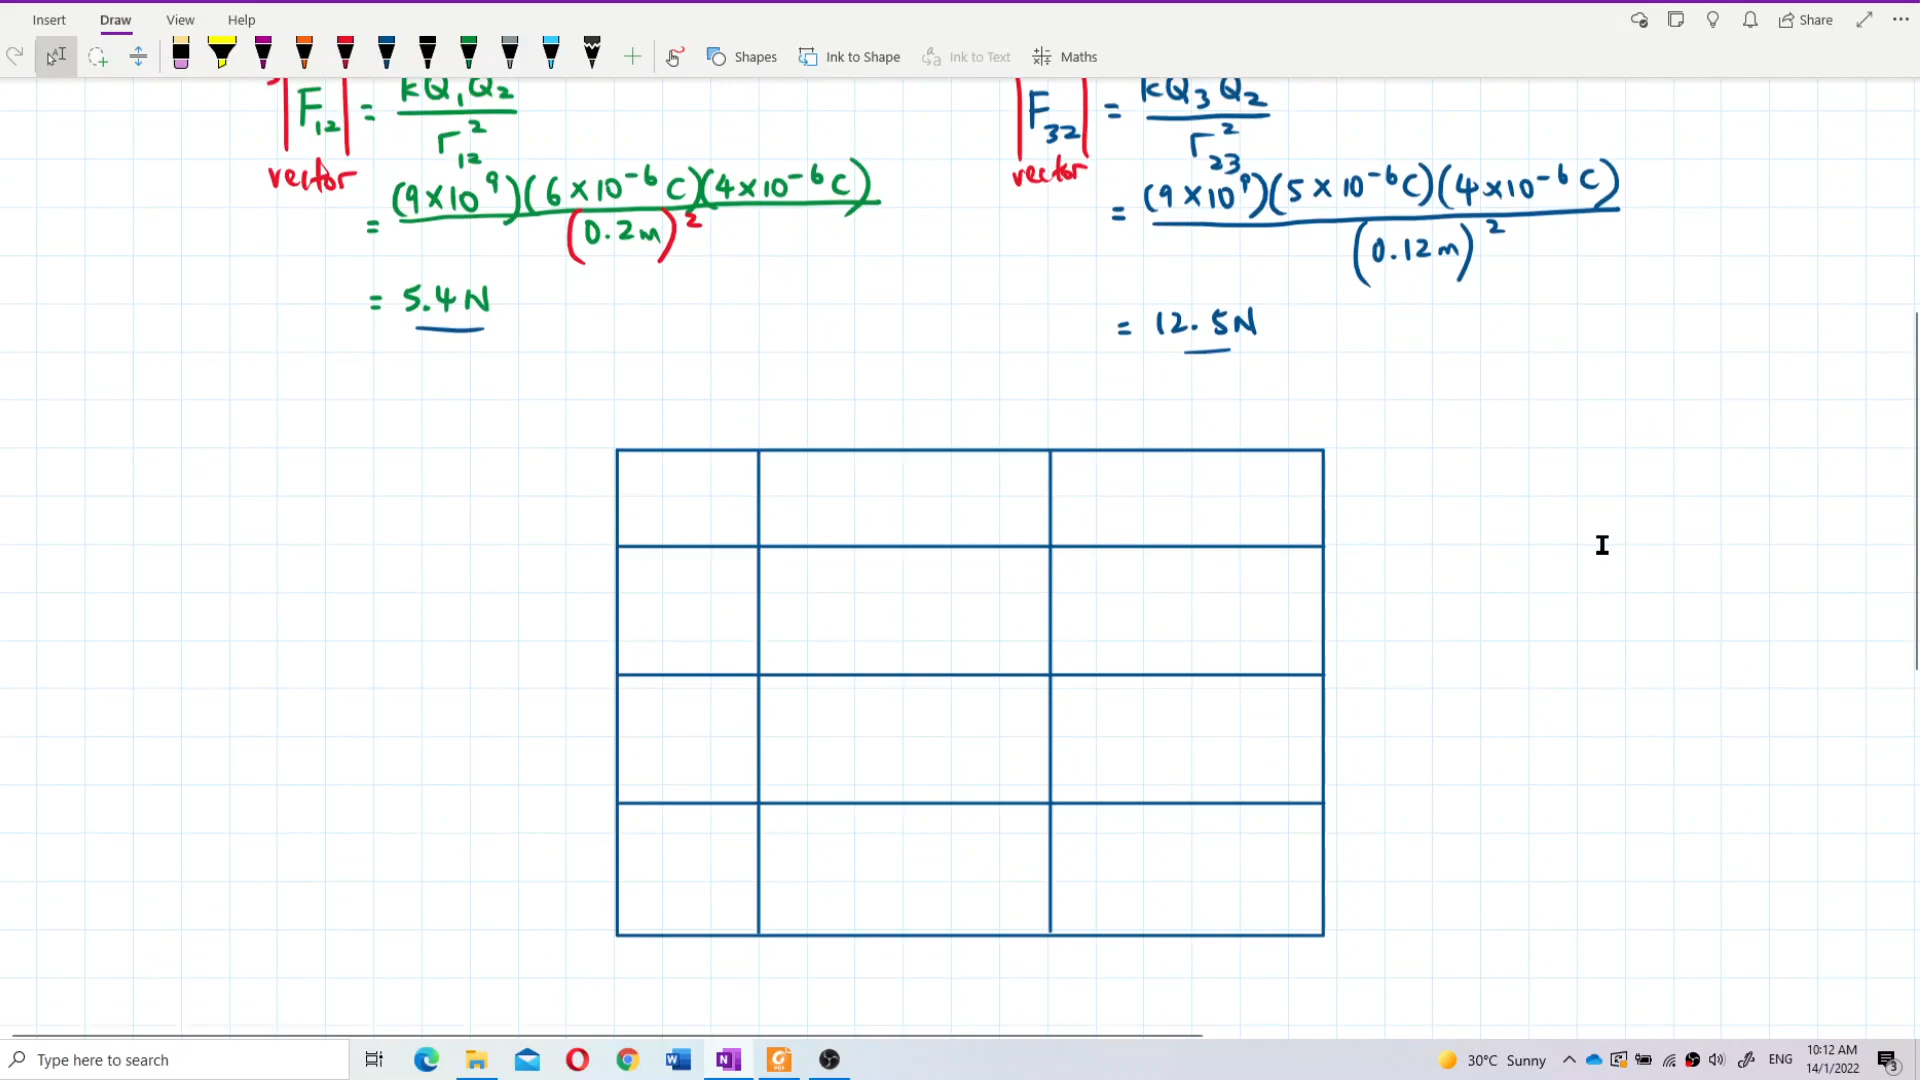 Insert Draw View Help
Share
Shapes Ink to Shape Ink to Text Maths
|F₁₂| = kQ₁Q₂ / r₁₂²
vector
= (9×10⁹)(6×10⁻⁶ C)(4×10⁻⁶ C) / (0.2m)²
= 5.4N
|F₃₂| = kQ₃Q₂ / r₂₃²
vector
= (9×10⁹)(5×10⁻⁶C)(4×10⁻⁶ C) / (0.12m)²
= 12.5N
Type here to search
30°C Sunny
ENG
10:12 AM
14/1/2022
3